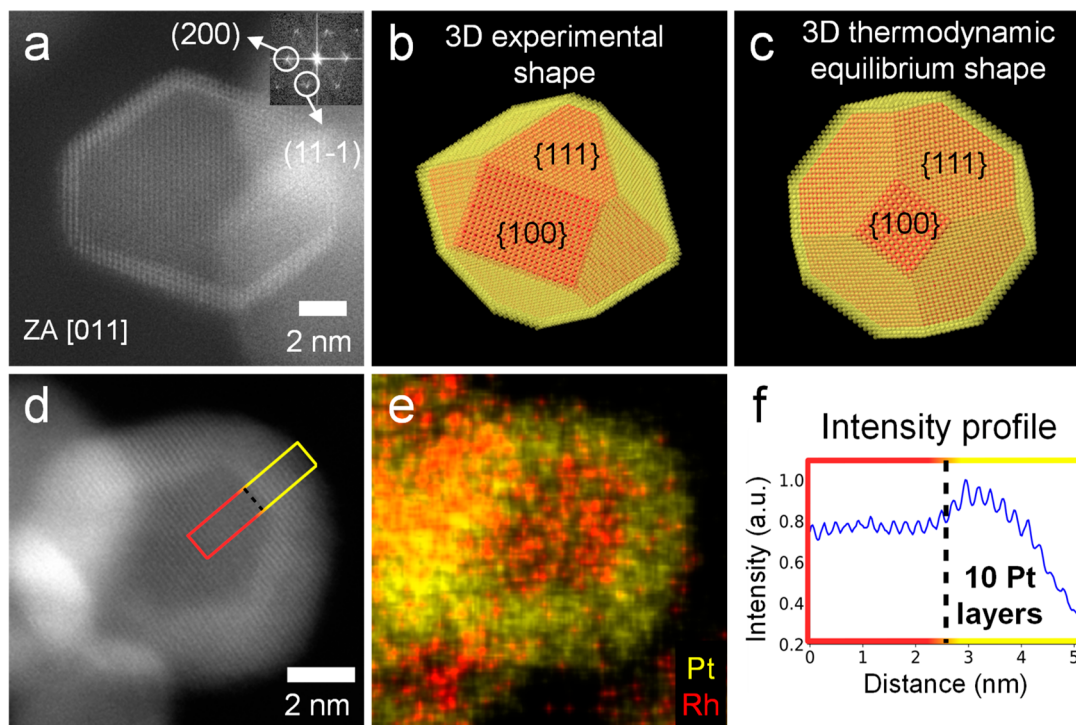 a
(200)
(11-1)
ZA [011]
2 nm
b
3D experimental
shape
{111}
{100}
c
3D thermodynamic
equilibrium shape
{111}
{100}
d
2 nm
e
Pt
Rh
f
Intensity profile
Intensity (a.u.)
1.0
0.8
0.6
0.4
0.2
10 Pt
layers
0
1
2
3
4
5
Distance (nm)